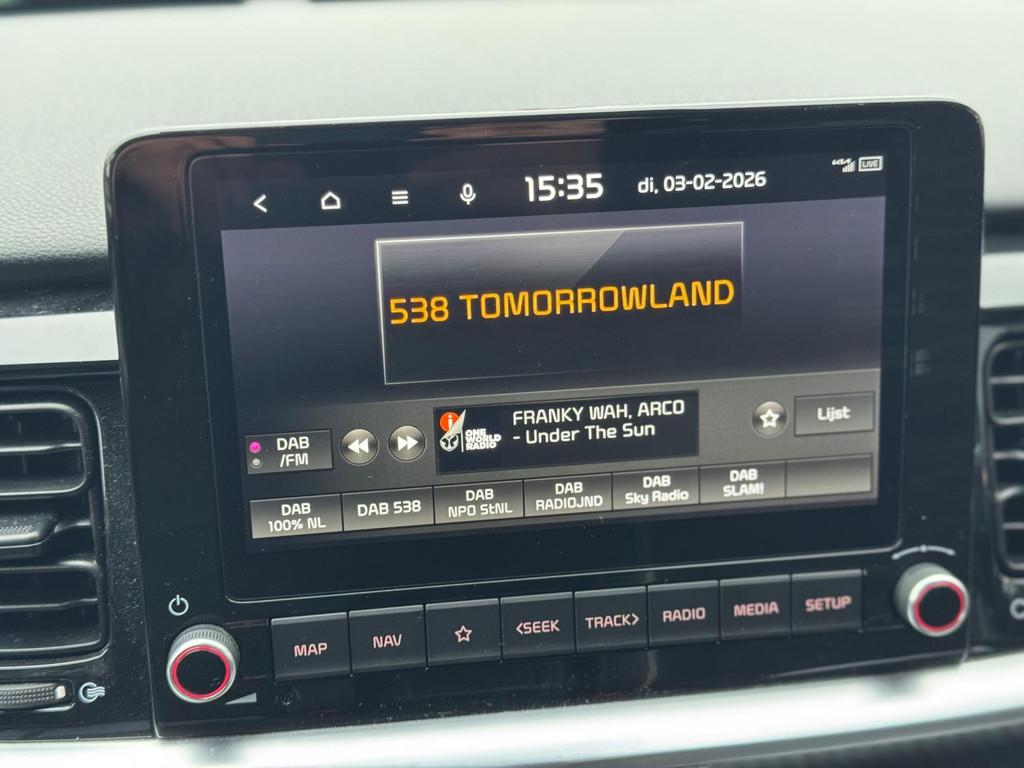 15:35 di, 03-02-2026 KIA LIVE
538 TOMORROWLAND
DAB
/FM
ONE
WORLD
RADIO
FRANKY WAH, ARCO
- Under The Sun
Lijst
DAB
100% NL
DAB 538
DAB
NPO StNL
DAB
RADIOJND
DAB
Sky Radio
DAB
SLAM!
MAP NAV <SEEK TRACK> RADIO MEDIA SETUP